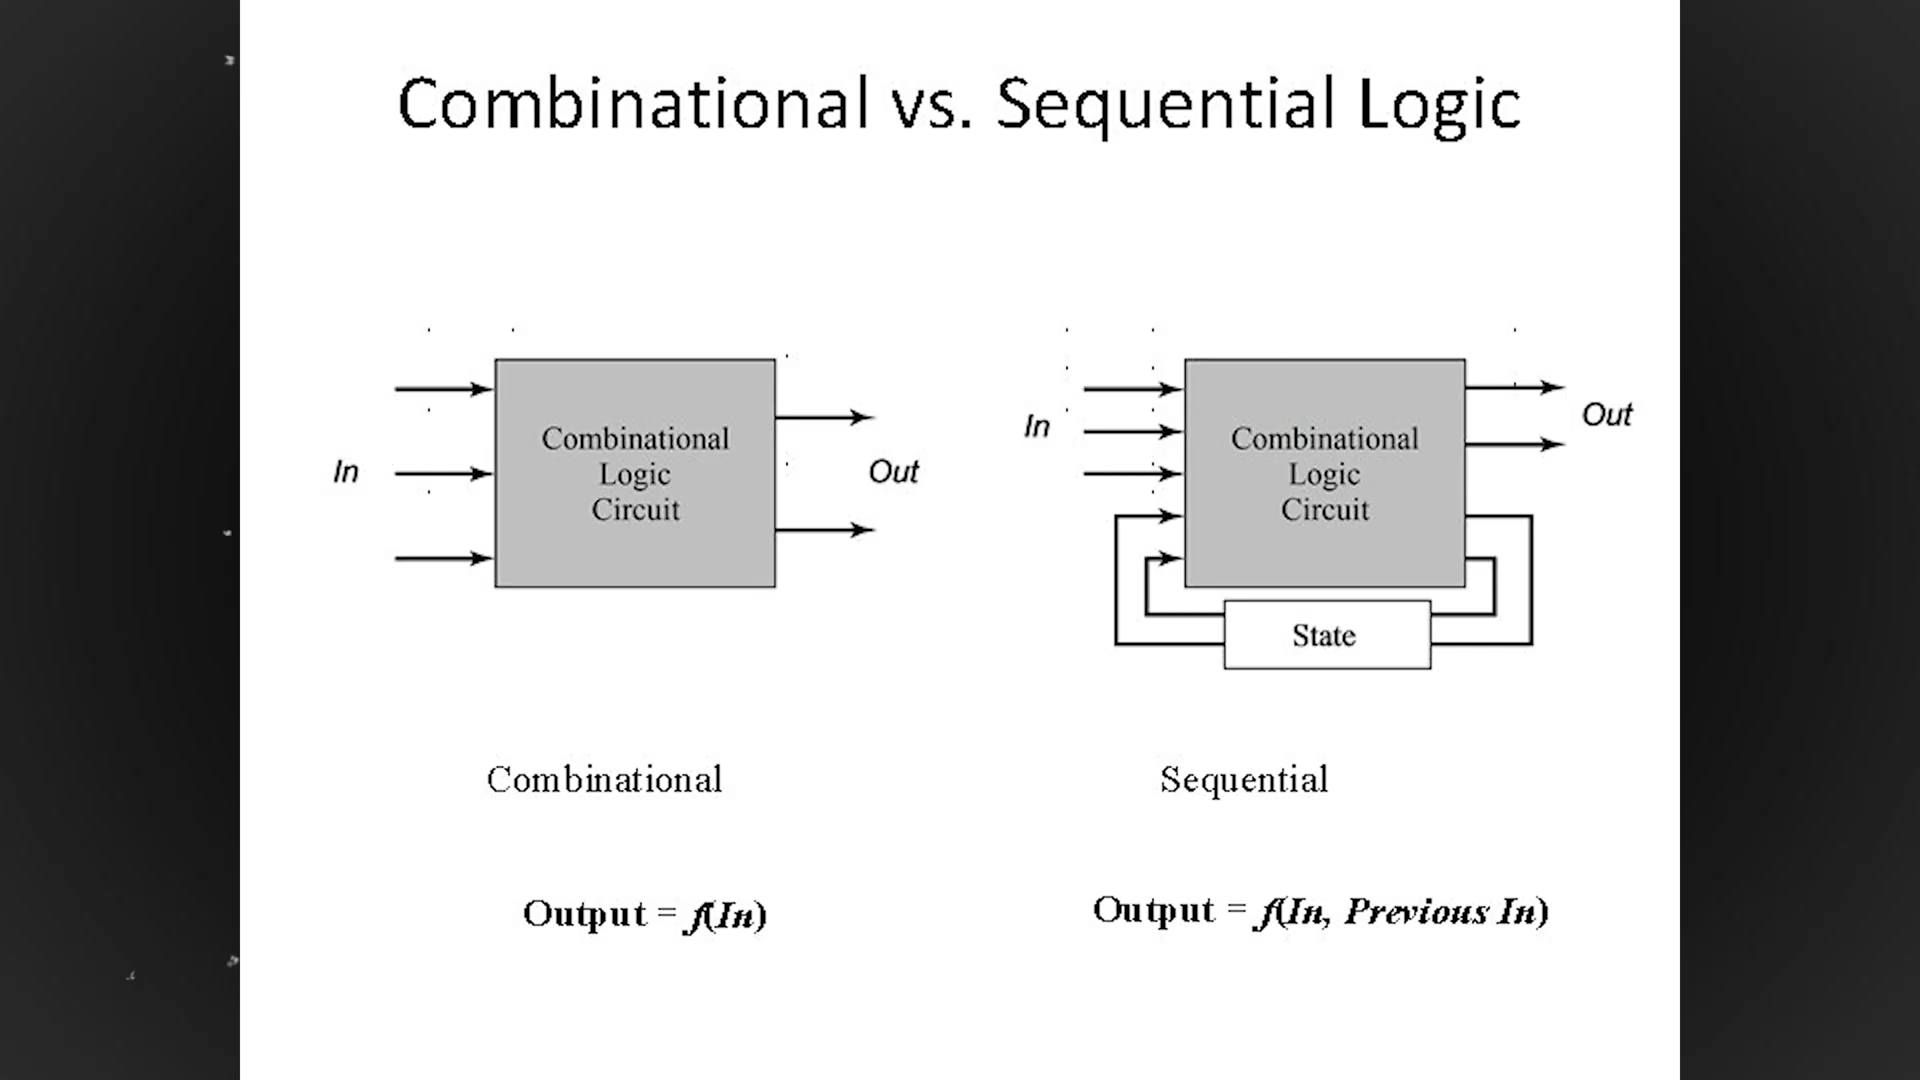 Combinational vs. Sequential Logic
In
Combinational
Logic
Circuit
Out
In
Combinational
Logic
Circuit
Out
State
Combinational
Sequential
Output = f(In)
Output = f(In, Previous In)